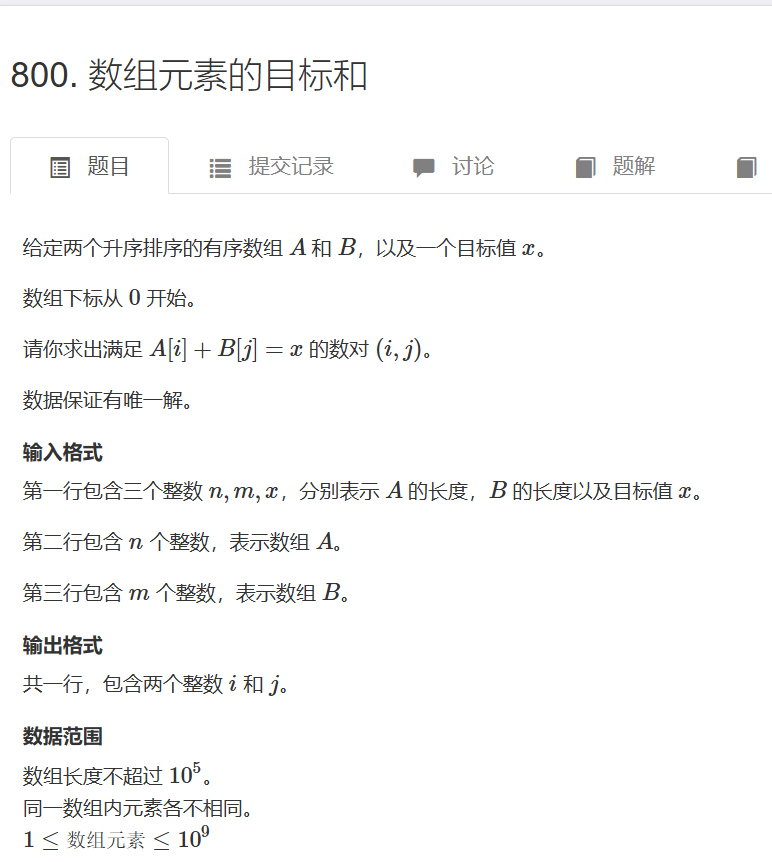 800. 数组元素的目标和
题目 提交记录 讨论 题解
给定两个升序排序的有序数组 A 和 B，以及一个目标值 x。
数组下标从 0 开始。
请你求出满足 A[i] + B[j] = x 的数对 (i, j)。
数据保证有唯一解。
输入格式
第一行包含三个整数 n, m, x，分别表示 A 的长度，B 的长度以及目标值 x。
第二行包含 n 个整数，表示数组 A。
第三行包含 m 个整数，表示数组 B。
输出格式
共一行，包含两个整数 i 和 j。
数据范围
数组长度不超过 10⁵。
同一数组内元素各不相同。
1 ≤ 数组元素 ≤ 10⁹